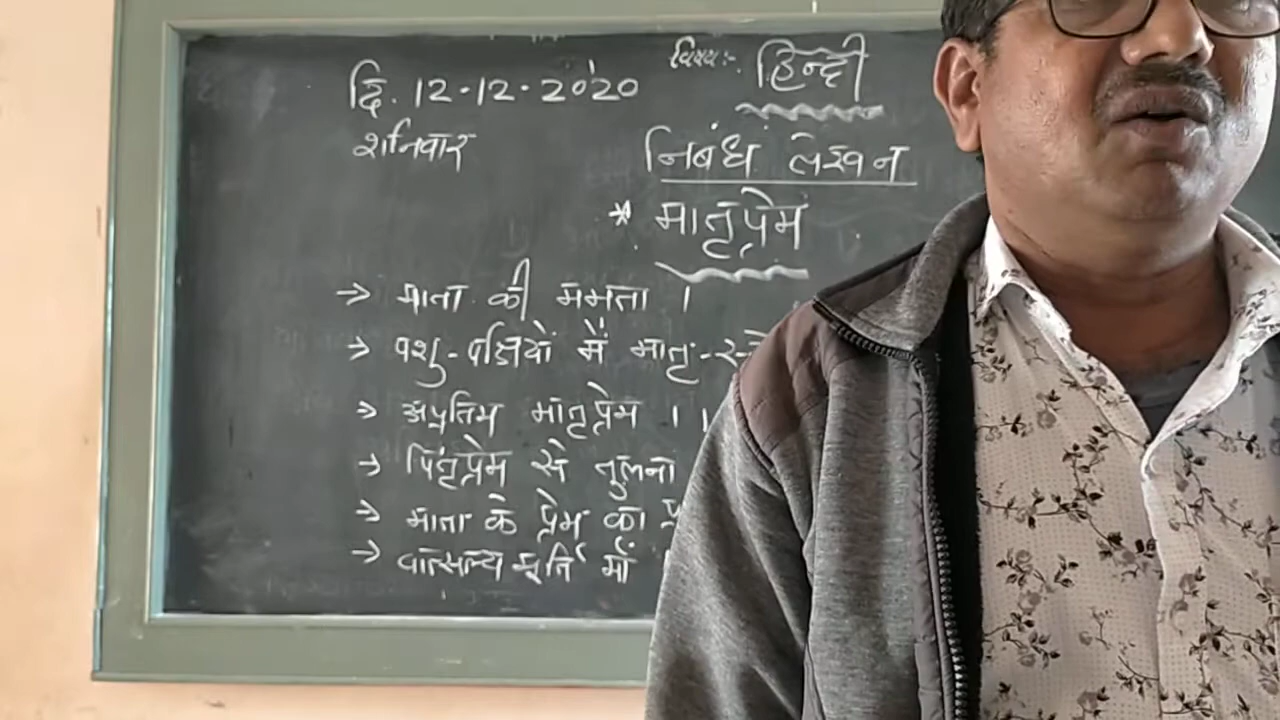 दि. 12.12.2020
विषय:- हिन्दी
शनिवार
निबंध लेखन
* मातृप्रेम
→ माता की ममता ।
→ पशु-पक्षियों में मातृ-
→ अप्रतिम मातृप्रेम ।
→ पितृप्रेम से तुलना
→ माता के प्रेम का
→ वात्सल्य मूर्ति माँ